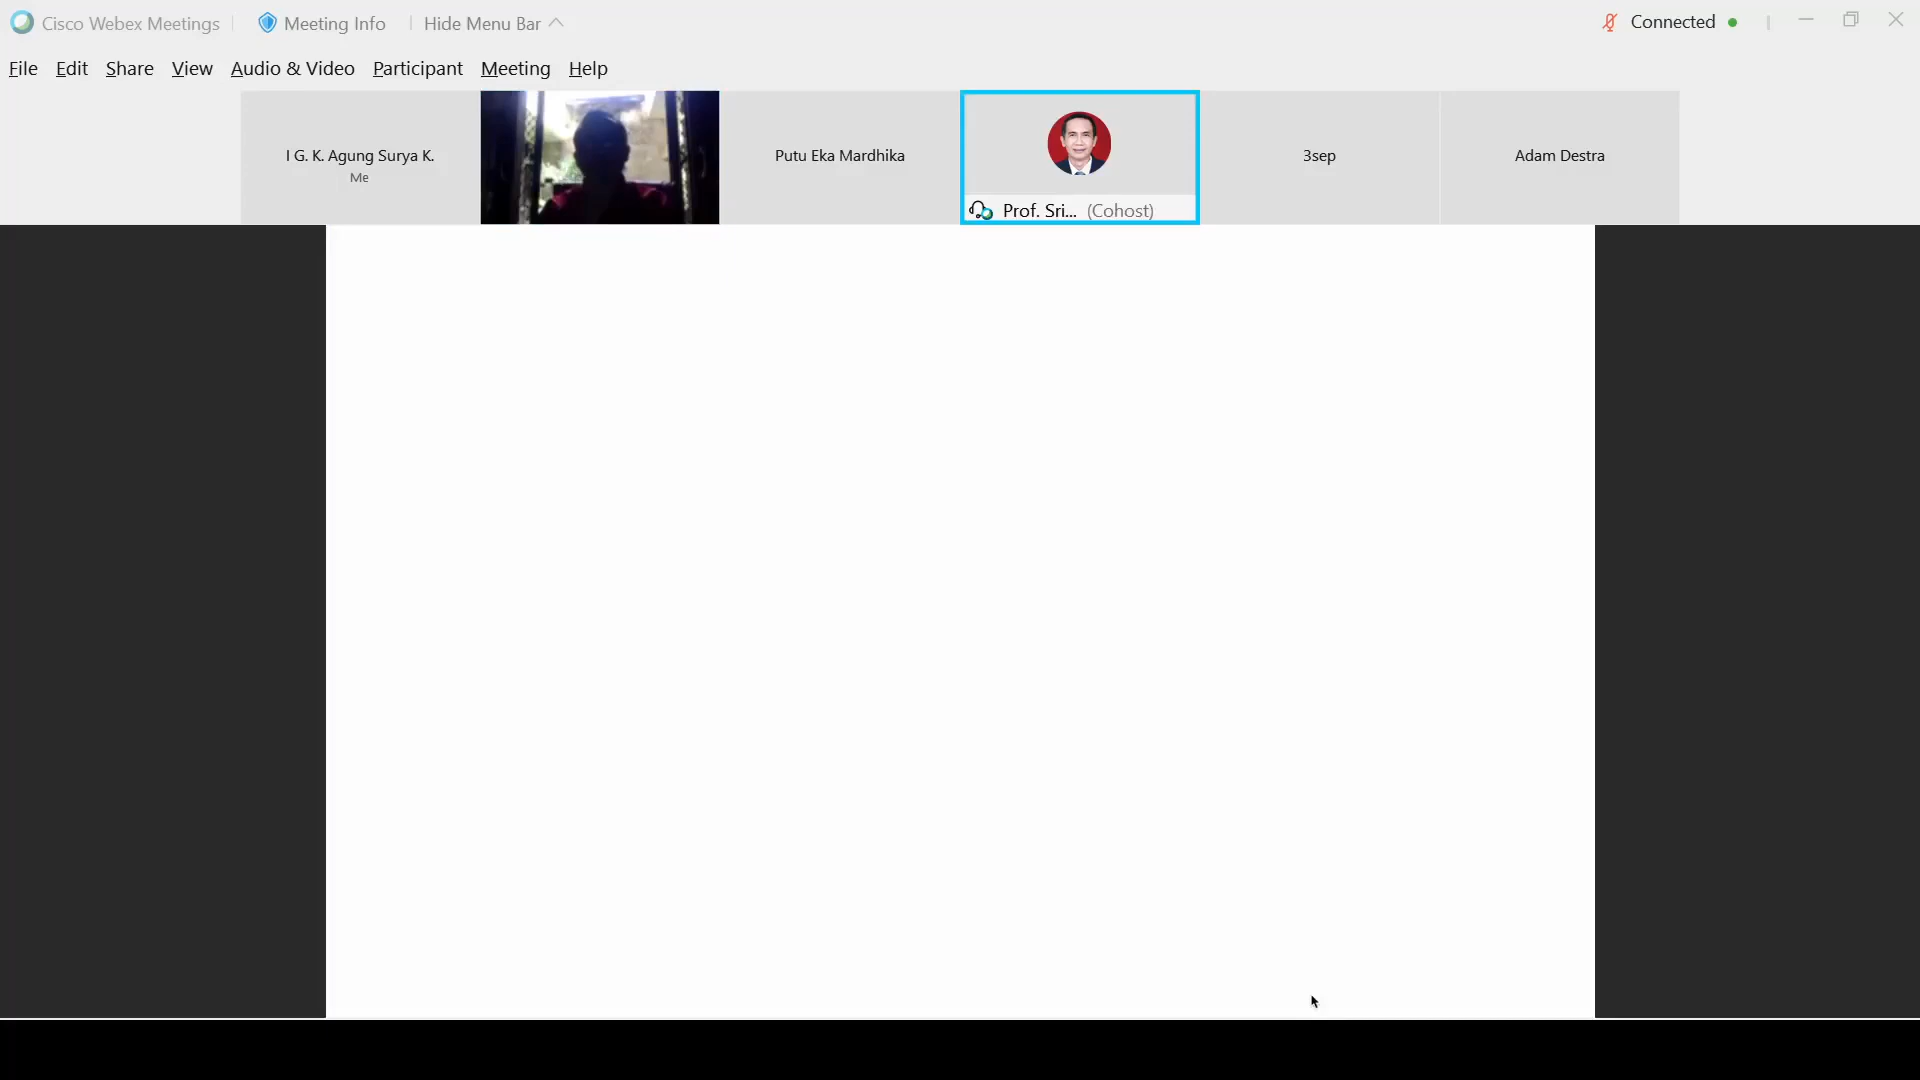 Cisco Webex Meetings
Meeting Info
Hide Menu Bar
Connected
File Edit Share View Audio & Video Participant Meeting Help
I G. K. Agung Surya K.
Me
Putu Eka Mardhika
Prof. Sri... (Cohost)
3sep
Adam Destra